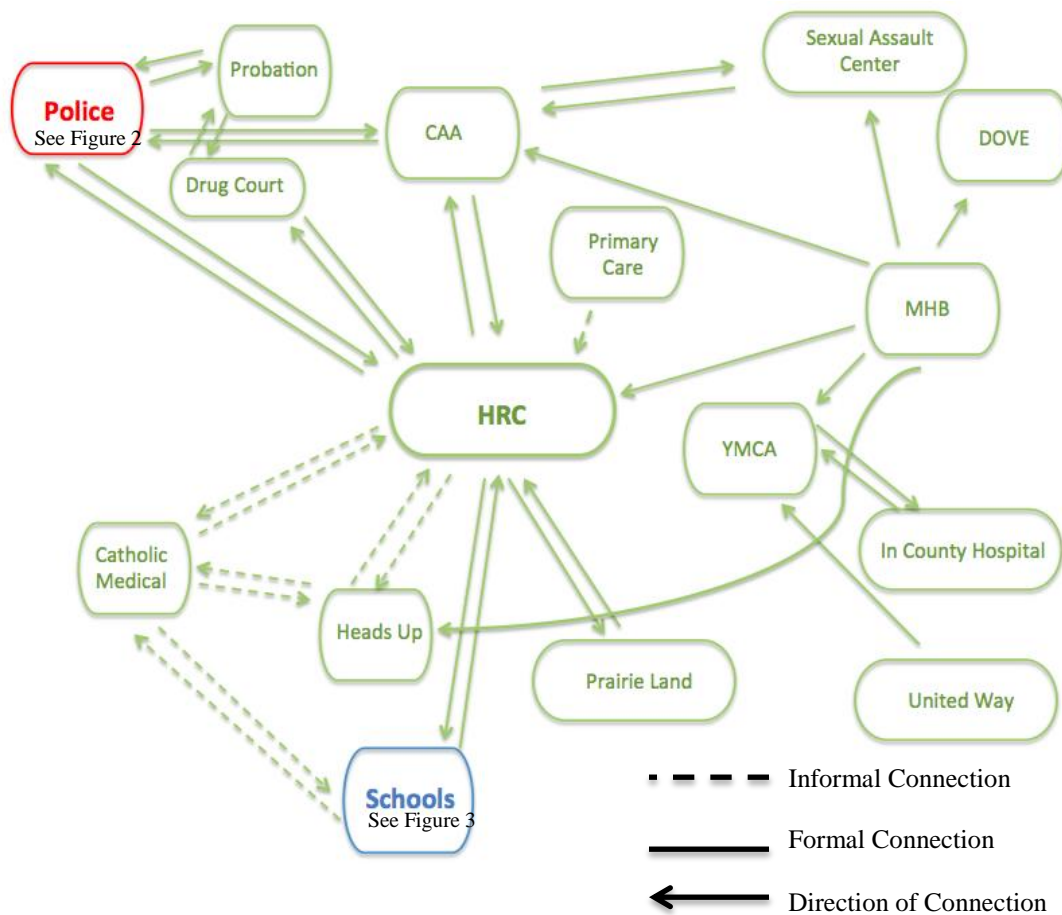 Sexual Assault
Center
Probation
Police
See Figure 2
CAA
DOVE
Drug Court
Primary
Care
MHB
HRC
YMCA
In County Hospital
Catholic
Medical
Heads Up
Prairie Land
United Way
Schools
See Figure 3
Informal Connection
Formal Connection
Direction of Connection